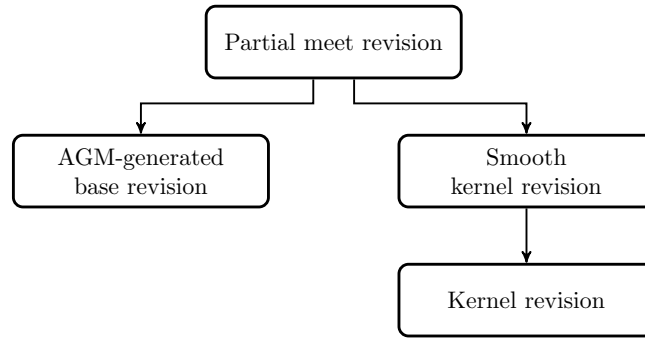 Partial meet revision
AGM-generated
base revision
Smooth
kernel revision
Kernel revision